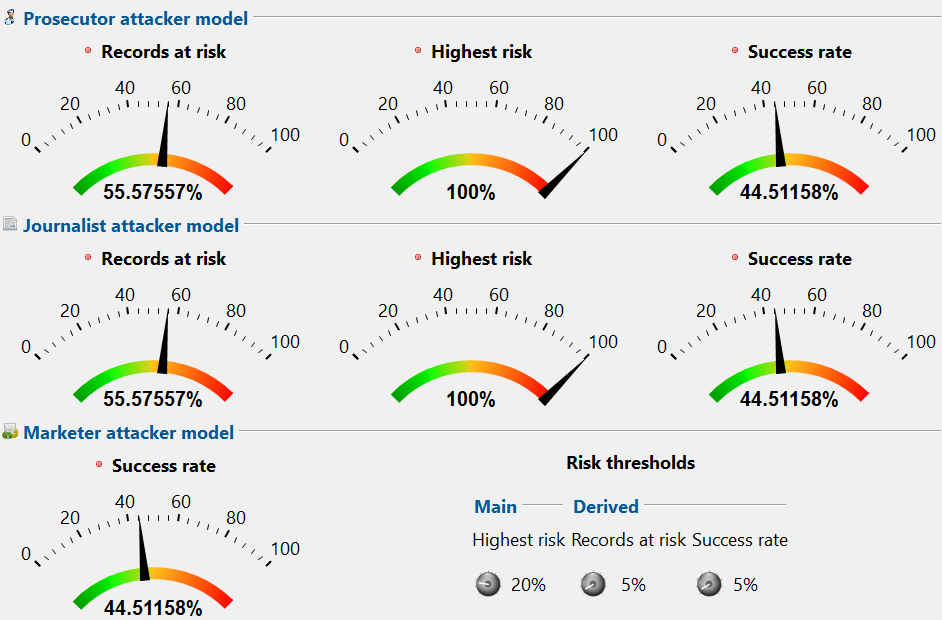 Prosecutor attacker model
Records at risk Highest risk Success rate
0 20 40 60 80 100 0 20 40 60 80 100 0 20 40 60 80 100
55.57557% 100% 44.51158%
Journalist attacker model
Records at risk Highest risk Success rate
0 20 40 60 80 100 0 20 40 60 80 100 0 20 40 60 80 100
55.57557% 100% 44.51158%
Marketer attacker model
Success rate
0 20 40 60 80 100
44.51158%
Risk thresholds
Main Derived
Highest risk Records at risk Success rate
20% 5% 5%